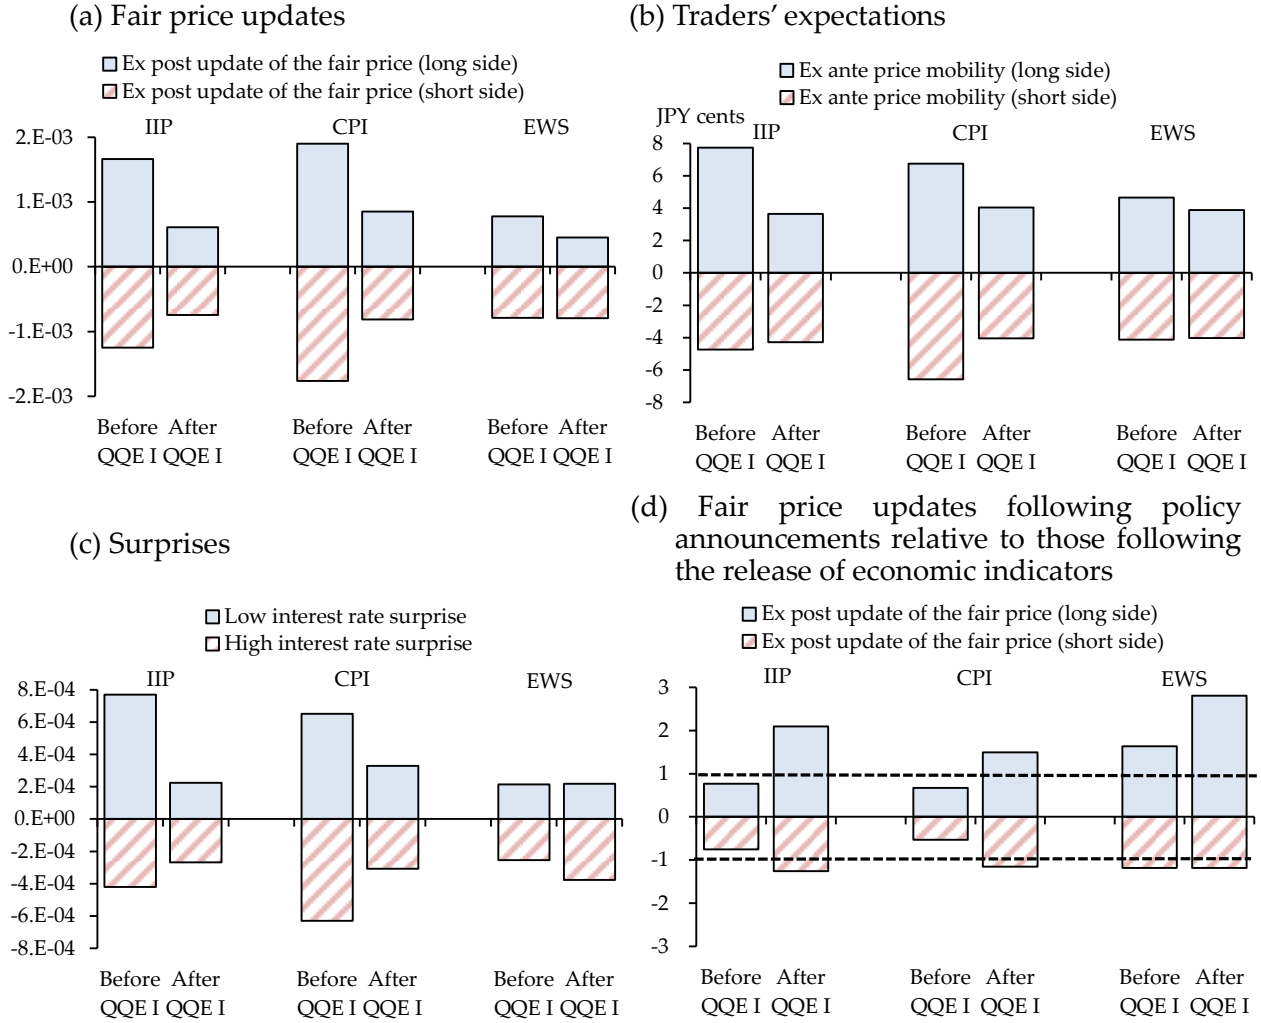 (a) Fair price updates
Ex post update of the fair price (long side)
Ex post update of the fair price (short side)
IIP
CPI
EWS
2.E-03
1.E-03
0.E+00
-1.E-03
-2.E-03
Before After
QQE I QQE I
Before After
QQE I QQE I
Before After
QQE I QQE I
(b) Traders' expectations
Ex ante price mobility (long side)
Ex ante price mobility (short side)
JPY cents
IIP
CPI
EWS
8
6
4
2
0
-2
-4
-6
-8
Before After
QQE I QQE I
Before After
QQE I QQE I
Before After
QQE I QQE I
(c) Surprises
Low interest rate surprise
High interest rate surprise
IIP
CPI
EWS
8.E-04
6.E-04
4.E-04
2.E-04
0.E+00
-2.E-04
-4.E-04
-6.E-04
-8.E-04
Before After
QQE I QQE I
Before After
QQE I QQE I
Before After
QQE I QQE I
(d) Fair price updates following policy
announcements relative to those following
the release of economic indicators
Ex post update of the fair price (long side)
Ex post update of the fair price (short side)
IIP
CPI
EWS
3
2
1
0
-1
-2
-3
Before After
QQE I QQE I
Before After
QQE I QQE I
Before After
QQE I QQE I